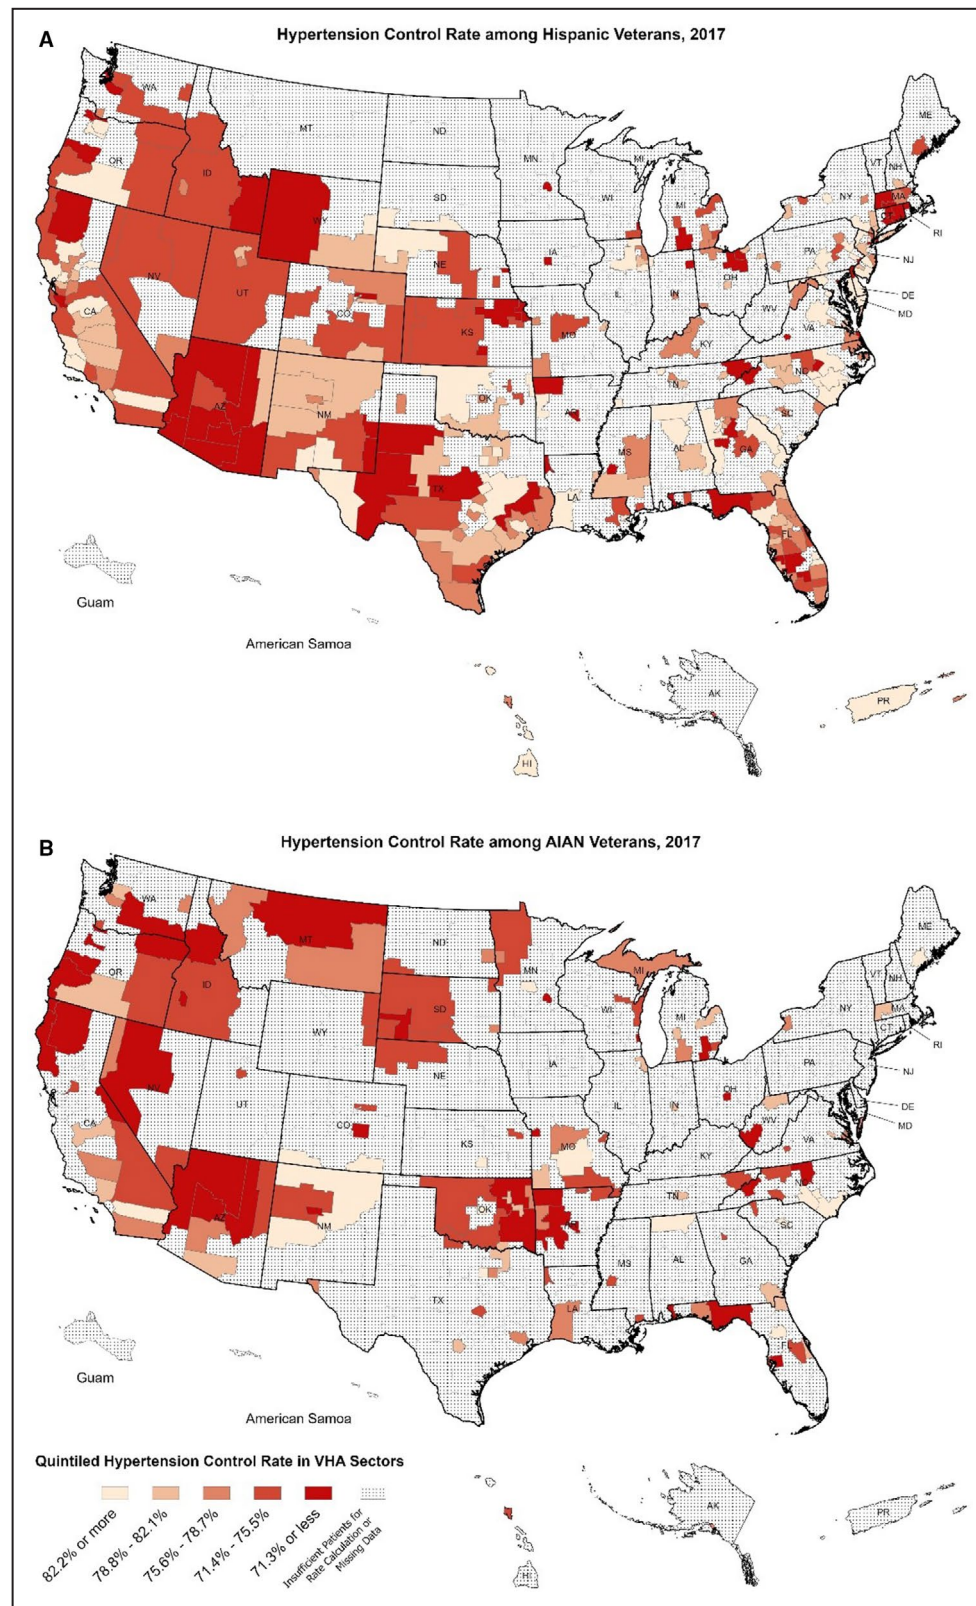 A
Hypertension Control Rate among Hispanic Veterans, 2017
WA
MT
ND
MN
MI
ME
VT
NH
OR
ID
WY
SD
WI
MI
NY
MA
RI
NV
UT
NE
IA
PA
NJ
OH
CO
KS
MO
IL
IN
WV
DE
MD
CA
KY
VA
AZ
NM
OK
TN
NC
SC
MS
AL
GA
TX
LA
FL
Guam
American Samoa
AK
PR
HI
B
Hypertension Control Rate among AIAN Veterans, 2017
WA
MT
ND
MN
MI
ME
VT
NH
OR
ID
WY
SD
WI
MI
NY
MA
CT
RI
NV
UT
NE
IA
PA
NJ
OH
CO
KS
MO
IL
IN
WV
DE
MD
CA
KY
VA
AZ
NM
OK
TN
SC
MS
AL
GA
TX
LA
Guam
American Samoa
Quintiled Hypertension Control Rate in VHA Sectors
82.2% or more
78.8% - 82.1%
75.6% - 78.7%
71.4% - 75.5%
71.3% or less
Insufficient Patients for
Rate Calculation or
Missing Data
AK
PR
HI